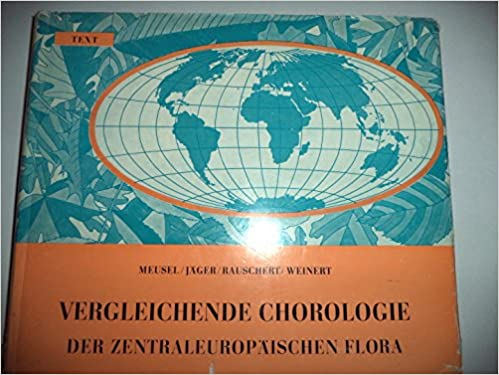 TEXT
MEUSEL/JÄGER/RAUSCHERT/WEINERT
VERGLEICHENDE CHOROLOGIE
DER ZENTRALEUROPÄISCHEN FLORA